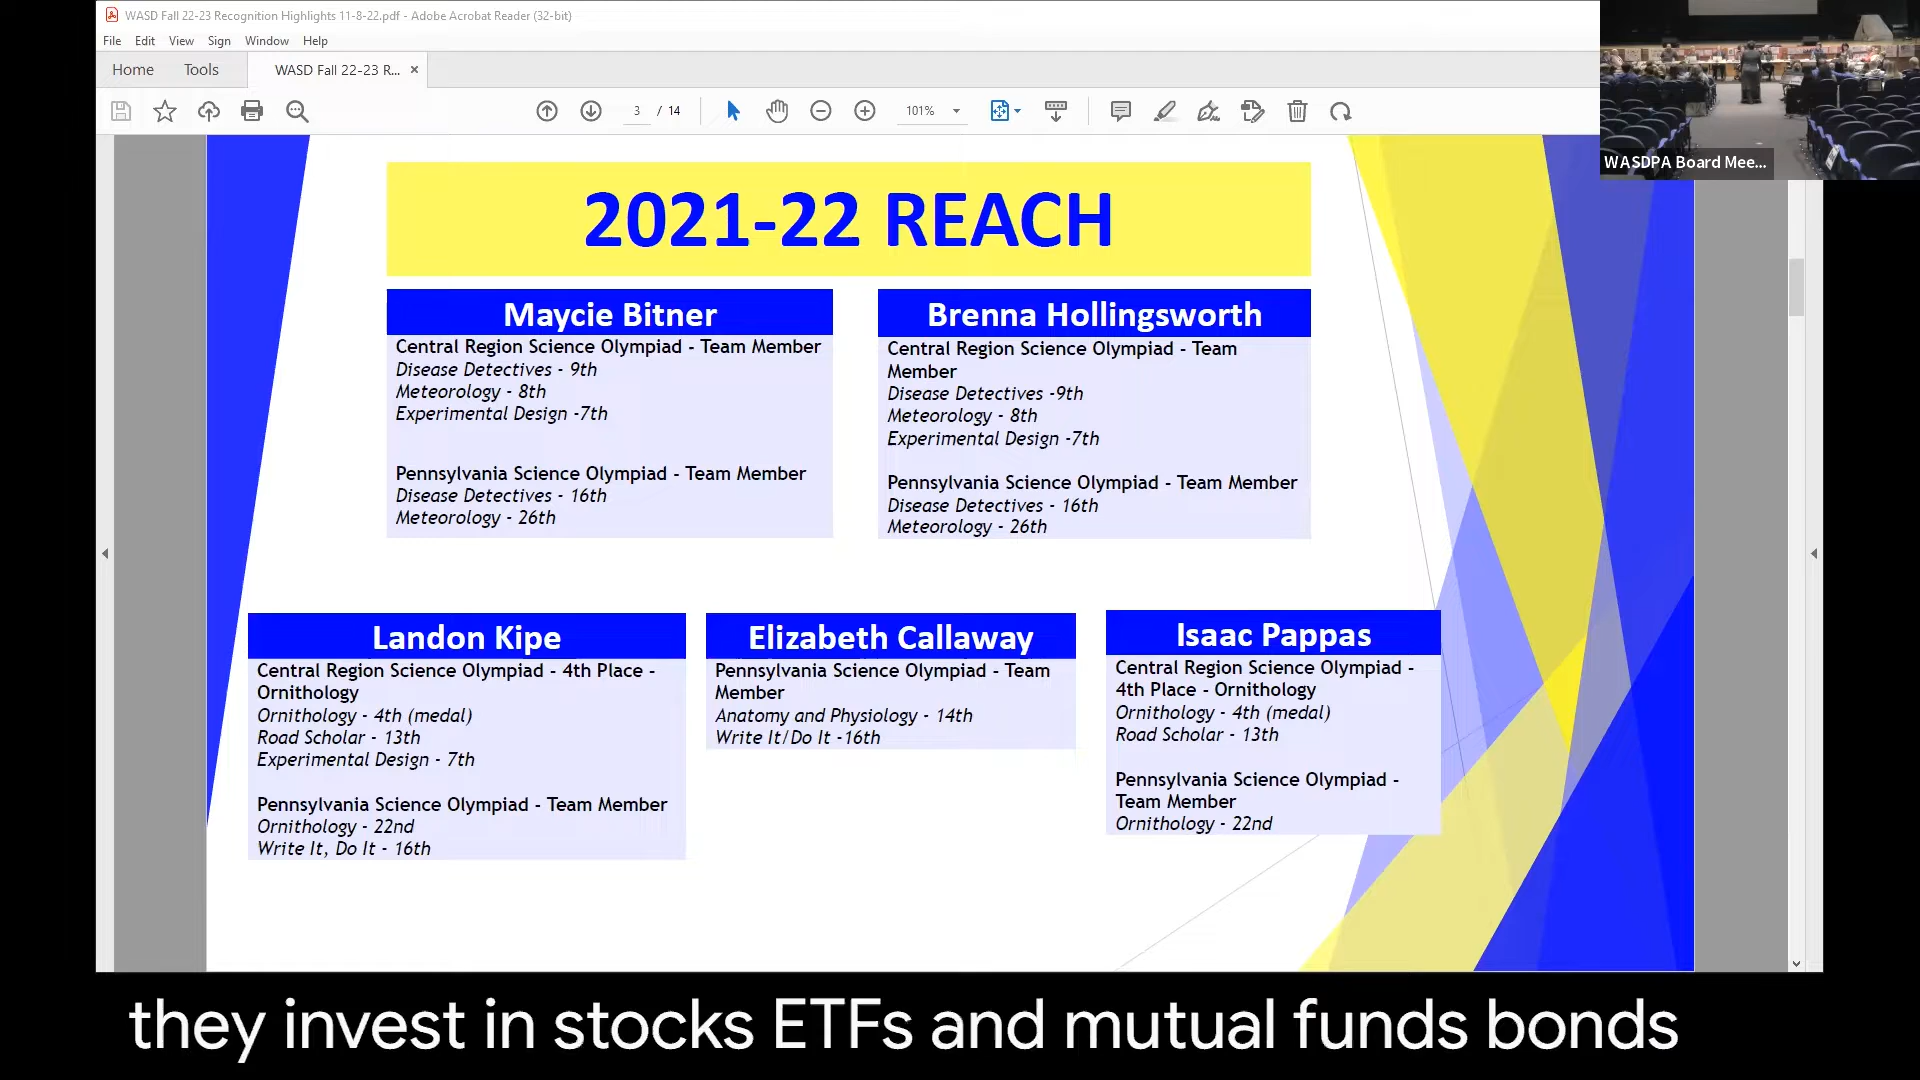 WASD Fall 22-23 Recognition Highlights 11-8-22.pdf - Adobe Acrobat Reader (32-bit)
File Edit View Sign Window Help
Home Tools WASD Fall 22-23 R... ×
3 / 14 101%
WASDPA Board Mee...
2021-22 REACH
Maycie Bitner
Central Region Science Olympiad - Team Member
Disease Detectives - 9th
Meteorology - 8th
Experimental Design -7th
Pennsylvania Science Olympiad - Team Member
Disease Detectives - 16th
Meteorology - 26th
Brenna Hollingsworth
Central Region Science Olympiad - Team
Member
Disease Detectives -9th
Meteorology - 8th
Experimental Design -7th
Pennsylvania Science Olympiad - Team Member
Disease Detectives - 16th
Meteorology - 26th
Landon Kipe
Central Region Science Olympiad - 4th Place -
Ornithology
Ornithology - 4th (medal)
Road Scholar - 13th
Experimental Design - 7th
Pennsylvania Science Olympiad - Team Member
Ornithology - 22nd
Write It, Do It - 16th
Elizabeth Callaway
Pennsylvania Science Olympiad - Team
Member
Anatomy and Physiology - 14th
Write It/Do It -16th
Isaac Pappas
Central Region Science Olympiad -
4th Place - Ornithology
Ornithology - 4th (medal)
Road Scholar - 13th
Pennsylvania Science Olympiad -
Team Member
Ornithology - 22nd
they invest in stocks ETFs and mutual funds bonds